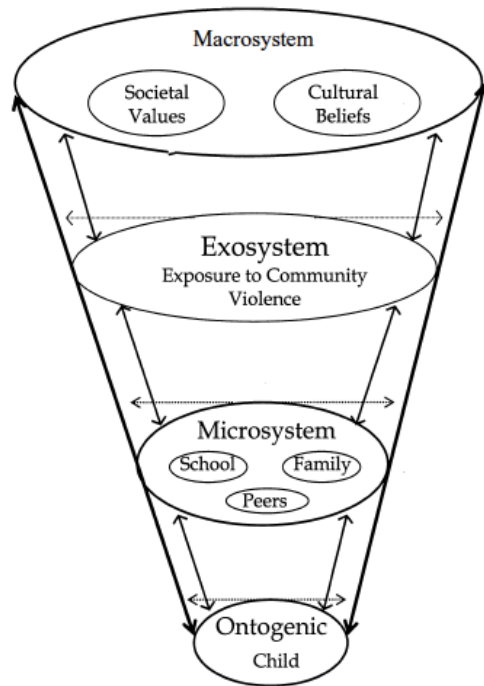 Macrosystem
Societal
Values
Cultural
Beliefs
Exosystem
Exposure to Community
Violence
Microsystem
School
Family
Peers
Ontogenic
Child